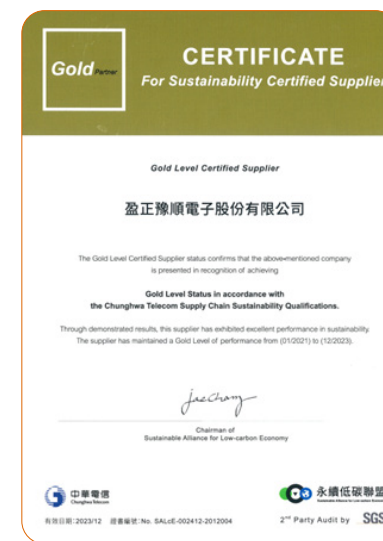 Gold Partner
CERTIFICATE
For Sustainability Certified Supplier
Gold Level Certified Supplier
盈正豫順電子股份有限公司
The Gold Level Certified Supplier status confirms that the above-mentioned company
is presented in recognition of achieving
Gold Level Status in accordance with
the Chunghwa Telecom Supply Chain Sustainability Qualifications.
Through demonstrated results, this supplier has exhibited excellent performance in sustainability.
The supplier has maintained a Gold Level of performance from (01/2021) to (12/2023).
Chairman of
Sustainable Alliance for Low-carbon Economy
中華電信
Chunghwa Telecom
永續低碳聯盟
Sustainable Alliance for Low-carbon Economy
有效日期:2023/12 證書編號:No. SALcE-002412-2012004
2nd Party Audit by SGS